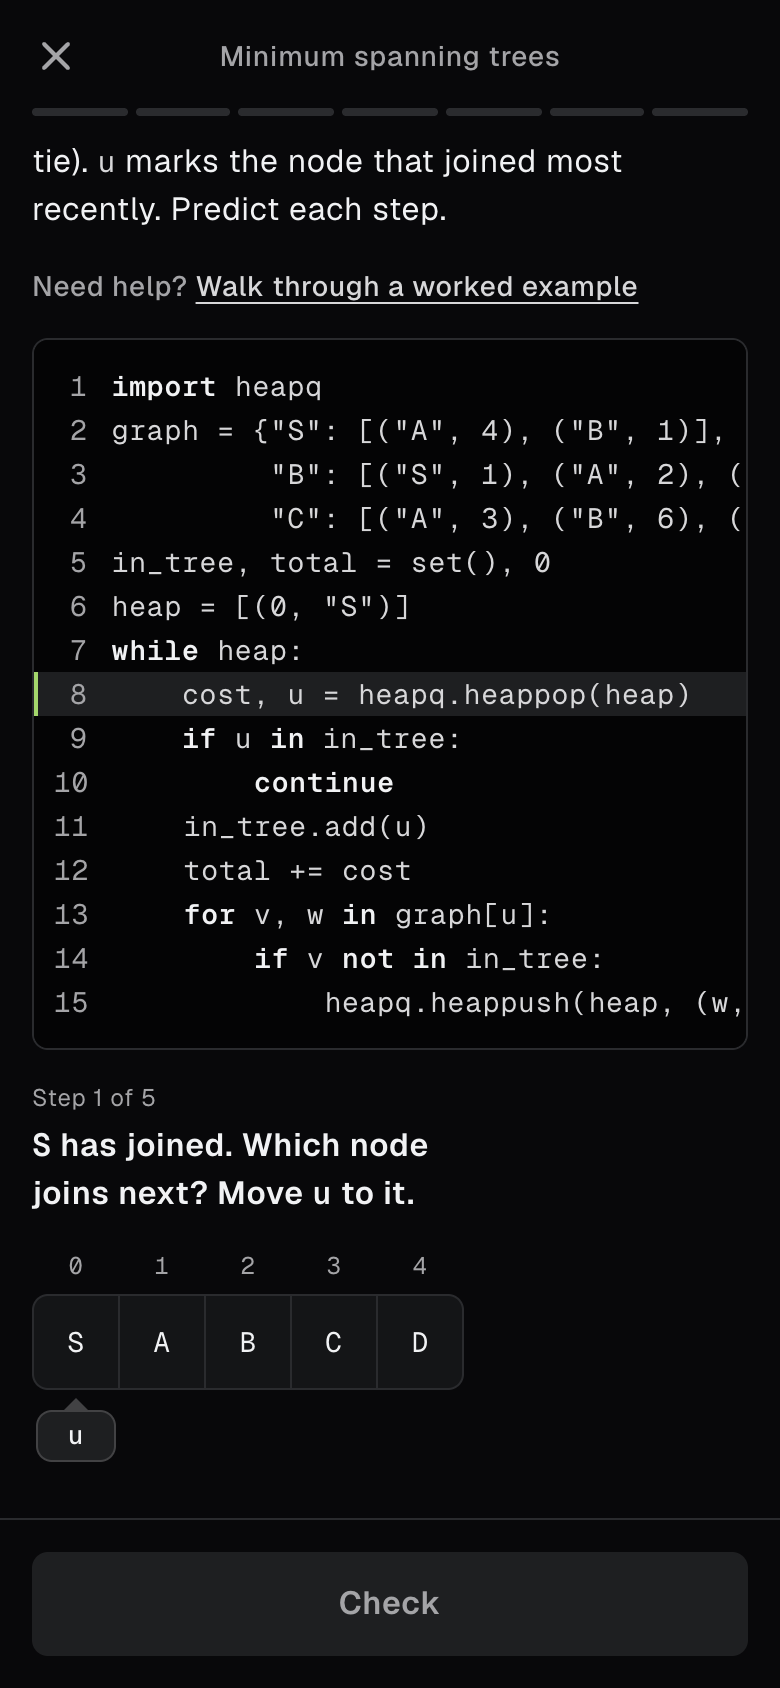 Minimum spanning trees
tie). u marks the node that joined most
recently. Predict each step.
Need help? Walk through a worked example
1 import heapq
2 graph = {"S": [("A", 4), ("B", 1)],
3          "B": [("S", 1), ("A", 2), (
4          "C": [("A", 3), ("B", 6), (
5 in_tree, total = set(), 0
6 heap = [(0, "S")]
7 while heap:
8     cost, u = heapq.heappop(heap)
9     if u in in_tree:
10         continue
11     in_tree.add(u)
12     total += cost
13     for v, w in graph[u]:
14         if v not in in_tree:
15             heapq.heappush(heap, (w,
Step 1 of 5
S has joined. Which node
joins next? Move u to it.
0 1 2 3 4
S A B C D
u
Check